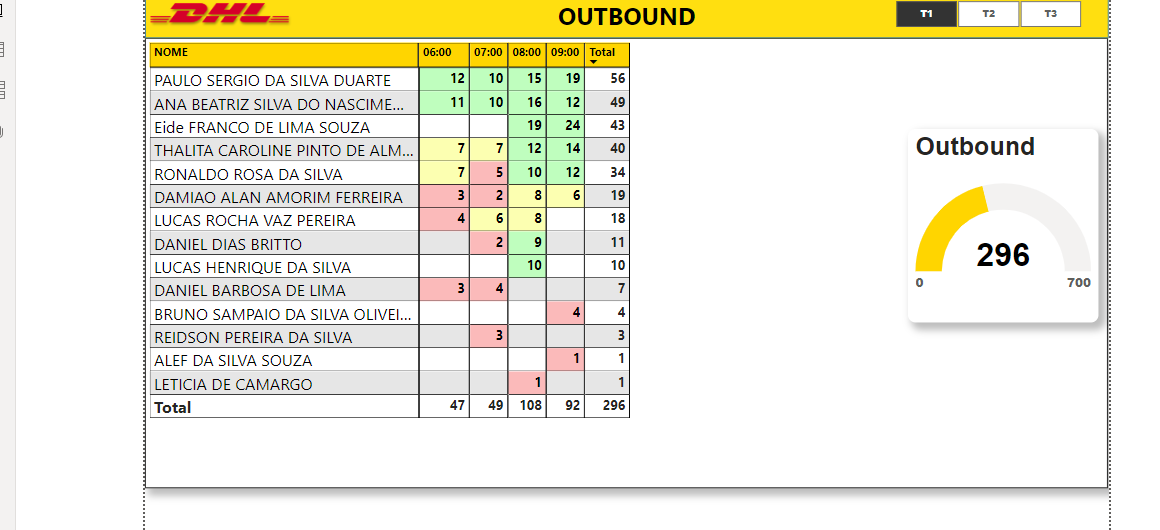 DHL
OUTBOUND
T1 T2 T3
NOME 06:00 07:00 08:00 09:00 Total
PAULO SERGIO DA SILVA DUARTE 12 10 15 19 56
ANA BEATRIZ SILVA DO NASCIME... 11 10 16 12 49
Eide FRANCO DE LIMA SOUZA 19 24 43
THALITA CAROLINE PINTO DE ALM... 7 7 12 14 40
RONALDO ROSA DA SILVA 7 5 10 12 34
DAMIAO ALAN AMORIM FERREIRA 3 2 8 6 19
LUCAS ROCHA VAZ PEREIRA 4 6 8 18
DANIEL DIAS BRITTO 2 9 11
LUCAS HENRIQUE DA SILVA 10 10
DANIEL BARBOSA DE LIMA 3 4 7
BRUNO SAMPAIO DA SILVA OLIVEI... 4 4
REIDSON PEREIRA DA SILVA 3 3
ALEF DA SILVA SOUZA 1 1
LETICIA DE CAMARGO 1 1
Total 47 49 108 92 296
Outbound
296
0 700